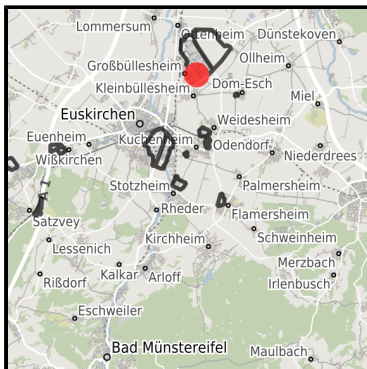 Lommersum
Ottenheim
Dünstekoven
Großbüllesheim
Ollheim
Kleinbüllesheim
Dom-Esch
Miel
Euskirchen
Weidesheim
Euenheim
Kuchenheim
Odendorf
Wißkirchen
Niederdrees
Stotzheim
Palmersheim
Satzvey
Rheder
Flamersheim
Lessenich
Kirchheim
Schweinheim
Merzbach
Rißdorf
Kalkar
Arloff
Irlenbusch
Eschweiler
Bad Münstereifel
Maulbach